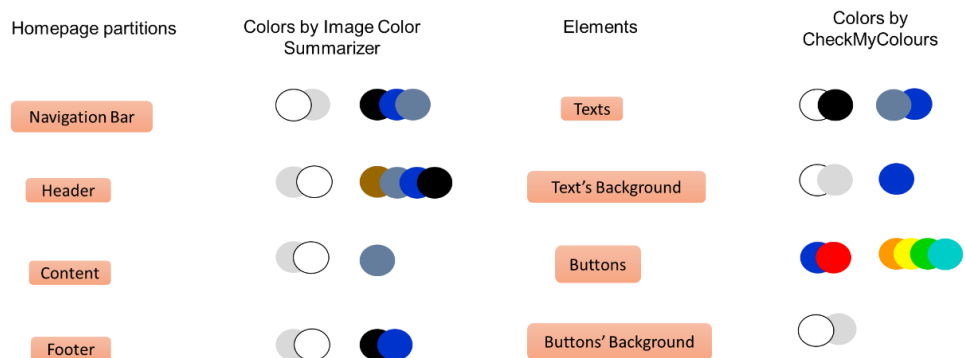 Homepage partitions
Colors by Image Color
Summarizer
Elements
Colors by
CheckMyColours
Navigation Bar
Texts
Header
Text's Background
Content
Buttons
Footer
Buttons' Background